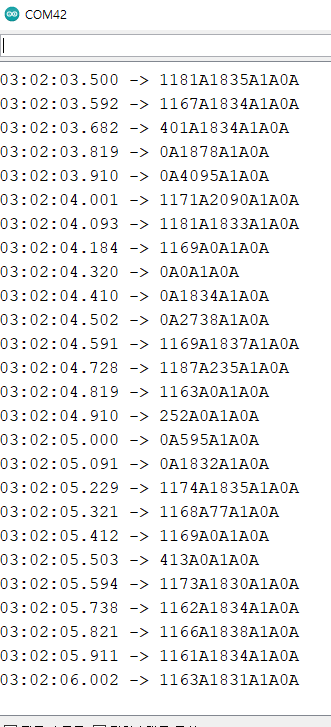 COM42
03:02:03.500 -> 1181A1835A1A0A
03:02:03.592 -> 1167A1834A1A0A
03:02:03.682 -> 401A1834A1A0A
03:02:03.819 -> 0A1878A1A0A
03:02:03.910 -> 0A4095A1A0A
03:02:04.001 -> 1171A2090A1A0A
03:02:04.093 -> 1181A1833A1A0A
03:02:04.184 -> 1169A0A1A0A
03:02:04.320 -> 0A0A1A0A
03:02:04.410 -> 0A1834A1A0A
03:02:04.502 -> 0A2738A1A0A
03:02:04.591 -> 1169A1837A1A0A
03:02:04.728 -> 1187A235A1A0A
03:02:04.819 -> 1163A0A1A0A
03:02:04.910 -> 252A0A1A0A
03:02:05.000 -> 0A595A1A0A
03:02:05.091 -> 0A1832A1A0A
03:02:05.229 -> 1174A1835A1A0A
03:02:05.321 -> 1168A77A1A0A
03:02:05.412 -> 1169A0A1A0A
03:02:05.503 -> 413A0A1A0A
03:02:05.594 -> 1173A1830A1A0A
03:02:05.738 -> 1162A1834A1A0A
03:02:05.821 -> 1166A1838A1A0A
03:02:05.911 -> 1161A1834A1A0A
03:02:06.002 -> 1163A1831A1A0A